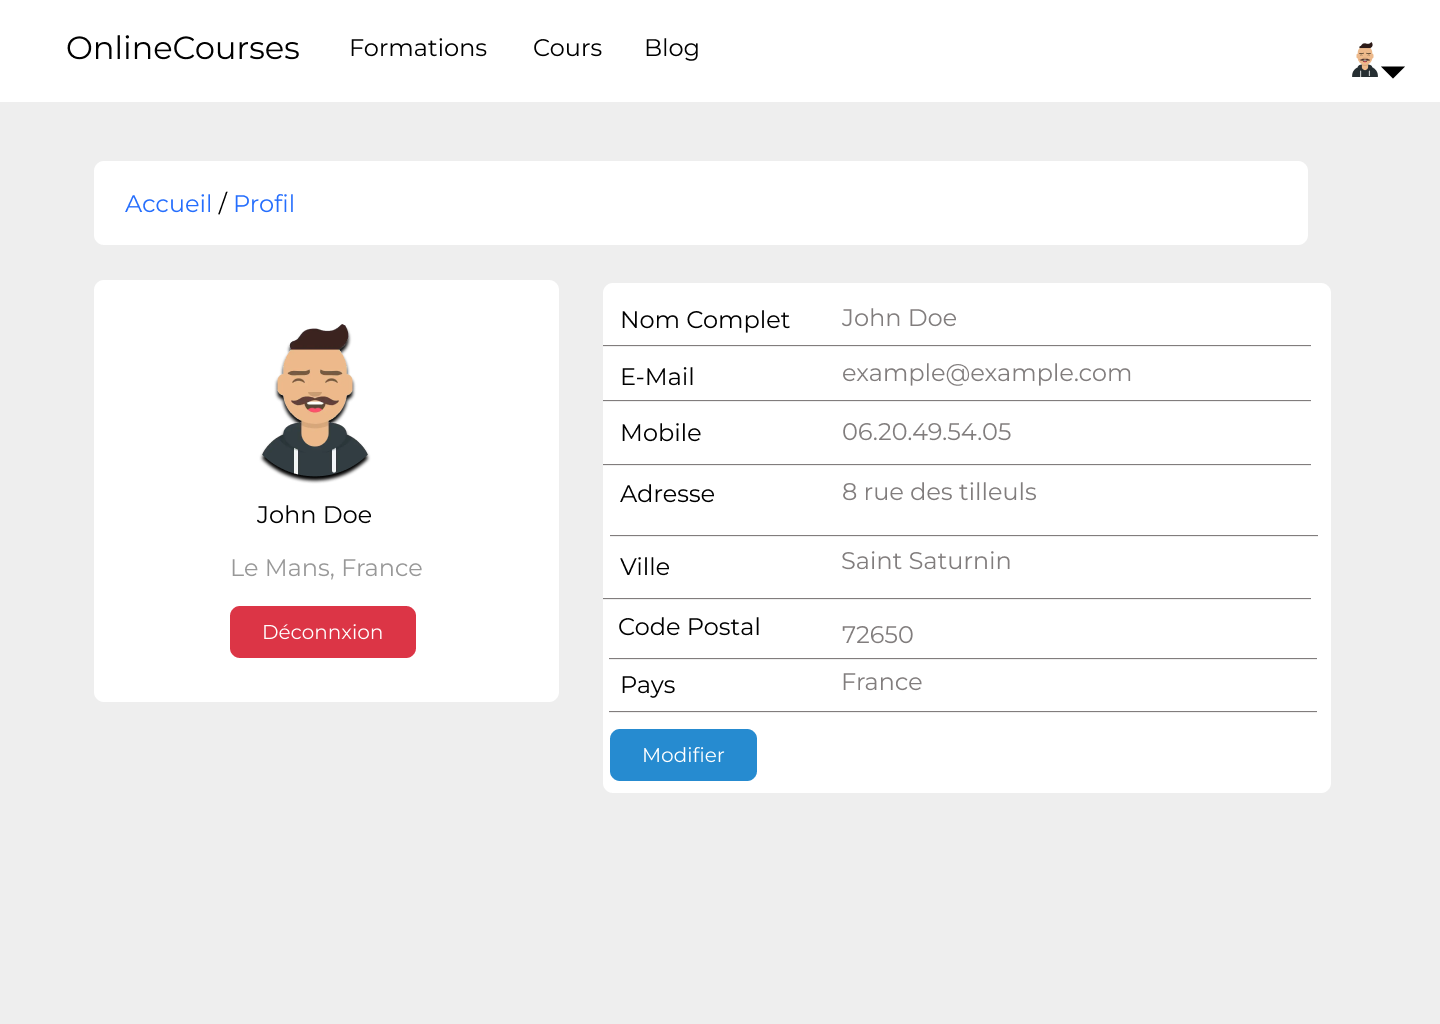 OnlineCourses Formations Cours Blog
Accueil / Profil
John Doe
Le Mans, France
Déconnxion
Nom Complet John Doe
E-Mail example@example.com
Mobile 06.20.49.54.05
Adresse 8 rue des tilleuls
Ville Saint Saturnin
Code Postal 72650
Pays France
Modifier